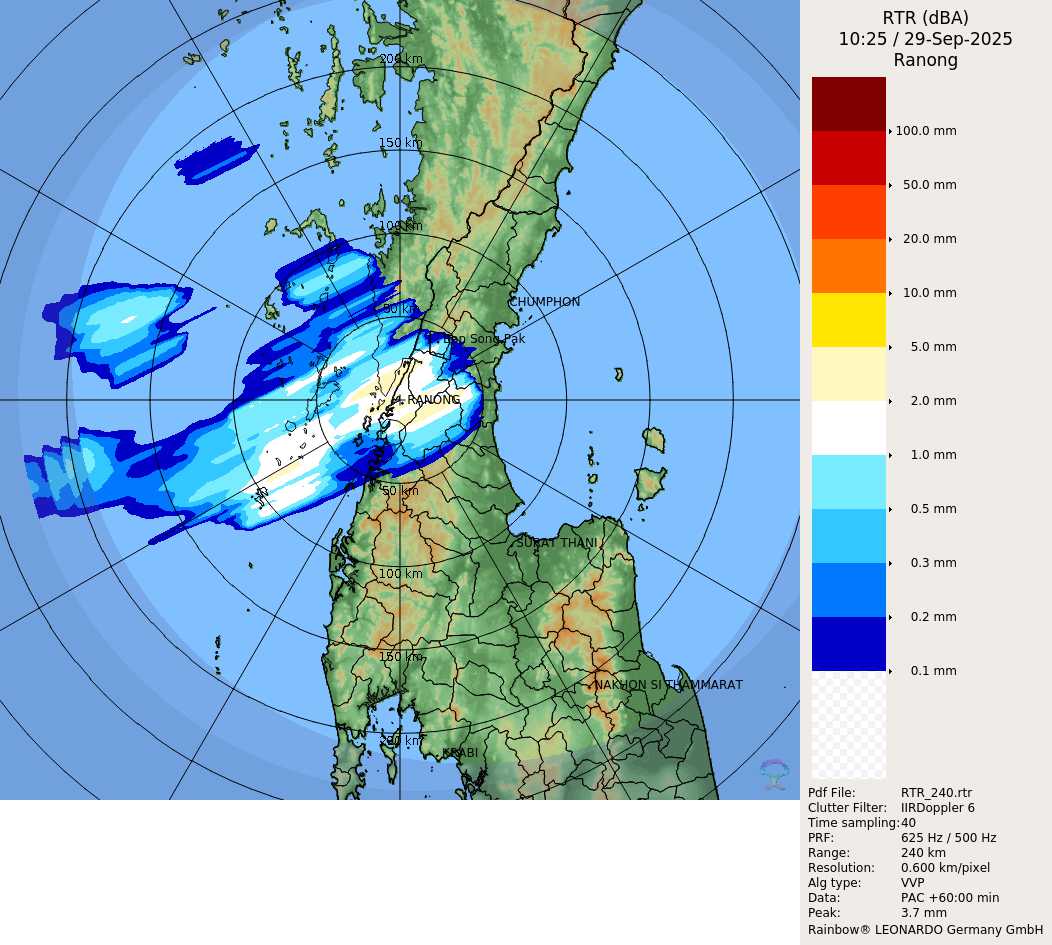 RTR (dBA)
10:25 / 29-Sep-2025
Ranong
200 km
150 km
100 km
50 km
CHUMPHON
Ban Song Pak
RANONG
50 km
SURAT THANI
100 km
150 km
NAKHON SI THAMMARAT
200 km
KRABI
100.0 mm
50.0 mm
20.0 mm
10.0 mm
5.0 mm
2.0 mm
1.0 mm
0.5 mm
0.3 mm
0.2 mm
0.1 mm
Pdf File: RTR_240.rtr
Clutter Filter: IIRDoppler 6
Time sampling:40
PRF: 625 Hz / 500 Hz
Range: 240 km
Resolution: 0.600 km/pixel
Alg type: VVP
Data: PAC +60:00 min
Peak: 3.7 mm
Rainbow® LEONARDO Germany GmbH